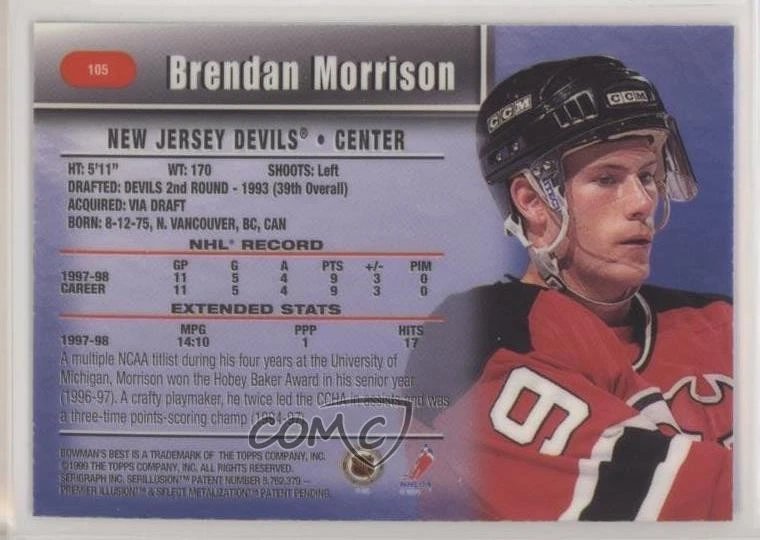 105
Brendan Morrison
NEW JERSEY DEVILS® • CENTER
HT: 5'11" WT: 170 SHOOTS: Left
DRAFTED: DEVILS 2nd ROUND - 1993 (39th Overall)
ACQUIRED: VIA DRAFT
BORN: 8-12-75, N. VANCOUVER, BC, CAN
NHL® RECORD
GP G A PTS +/- PIM
1997-98 11 5 4 9 3 0
CAREER 11 5 4 9 3 0
EXTENDED STATS
MPG PPP HITS
1997-98 14:10 1 17
A multiple NCAA titlist during his four years at the University of
Michigan, Morrison won the Hobey Baker Award in his senior year
(1996-97). A crafty playmaker, he twice led the CCHA in assists and was
a three-time points-scoring champ (1994-97).
BOWMAN'S BEST IS A TRADEMARK OF THE TOPPS COMPANY, INC.
©1999 THE TOPPS COMPANY, INC. ALL RIGHTS RESERVED.
SERIGRAPH INC. SERILLUSION™ PATENT NUMBER 5,762,379 —
PREMIER ILLUSION™ & SELECT METALIZATION™ PATENT PENDING.
CCM
CCM
9
COMC